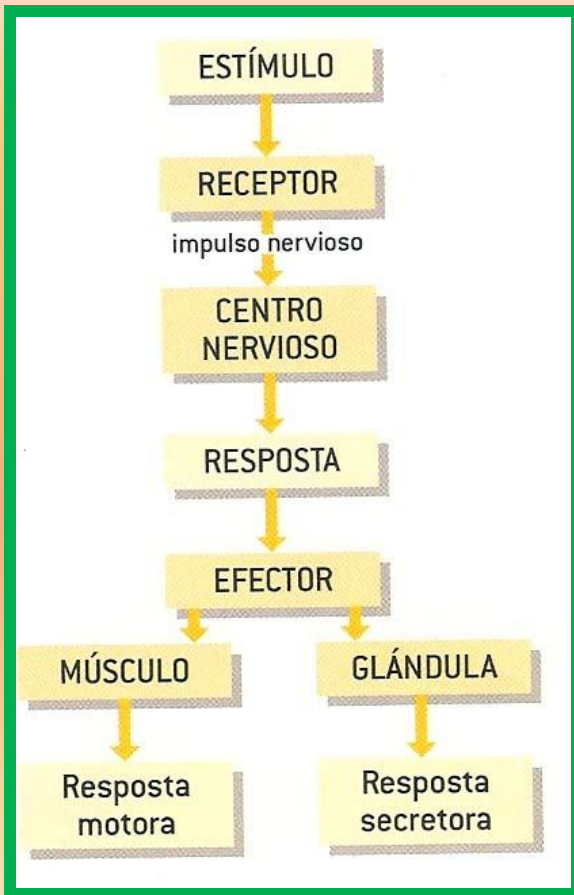 ESTÍMULO
RECEPTOR
impulso nervioso
CENTRO
NERVIOSO
RESPOSTA
EFECTOR
MÚSCULO
GLÁNDULA
Resposta
motora
Resposta
secretora